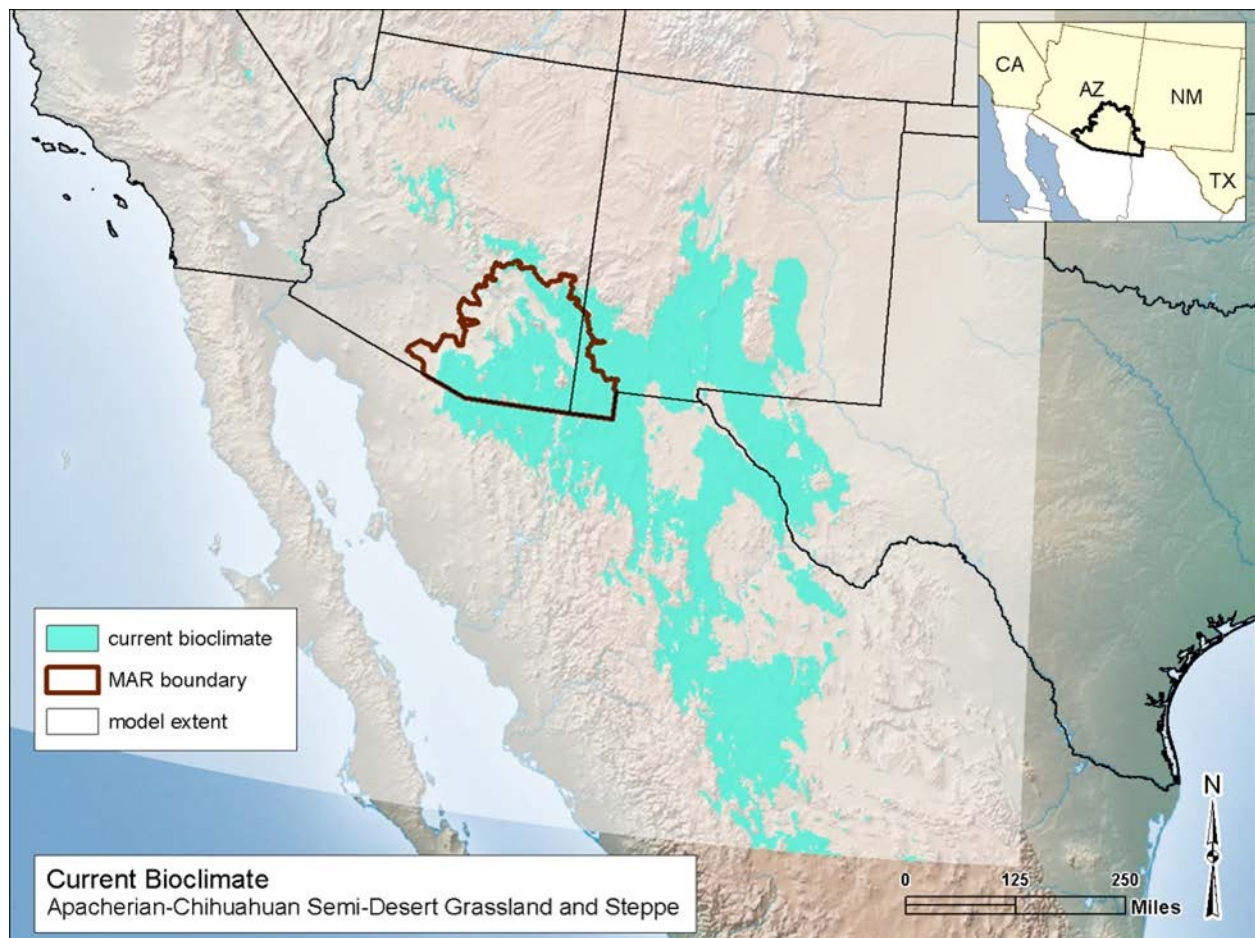 CA
AZ
NM
TX
current bioclimate
MAR boundary
model extent
Current Bioclimate
Apacherian-Chihuahuan Semi-Desert Grassland and Steppe
0 125 250
Miles
N